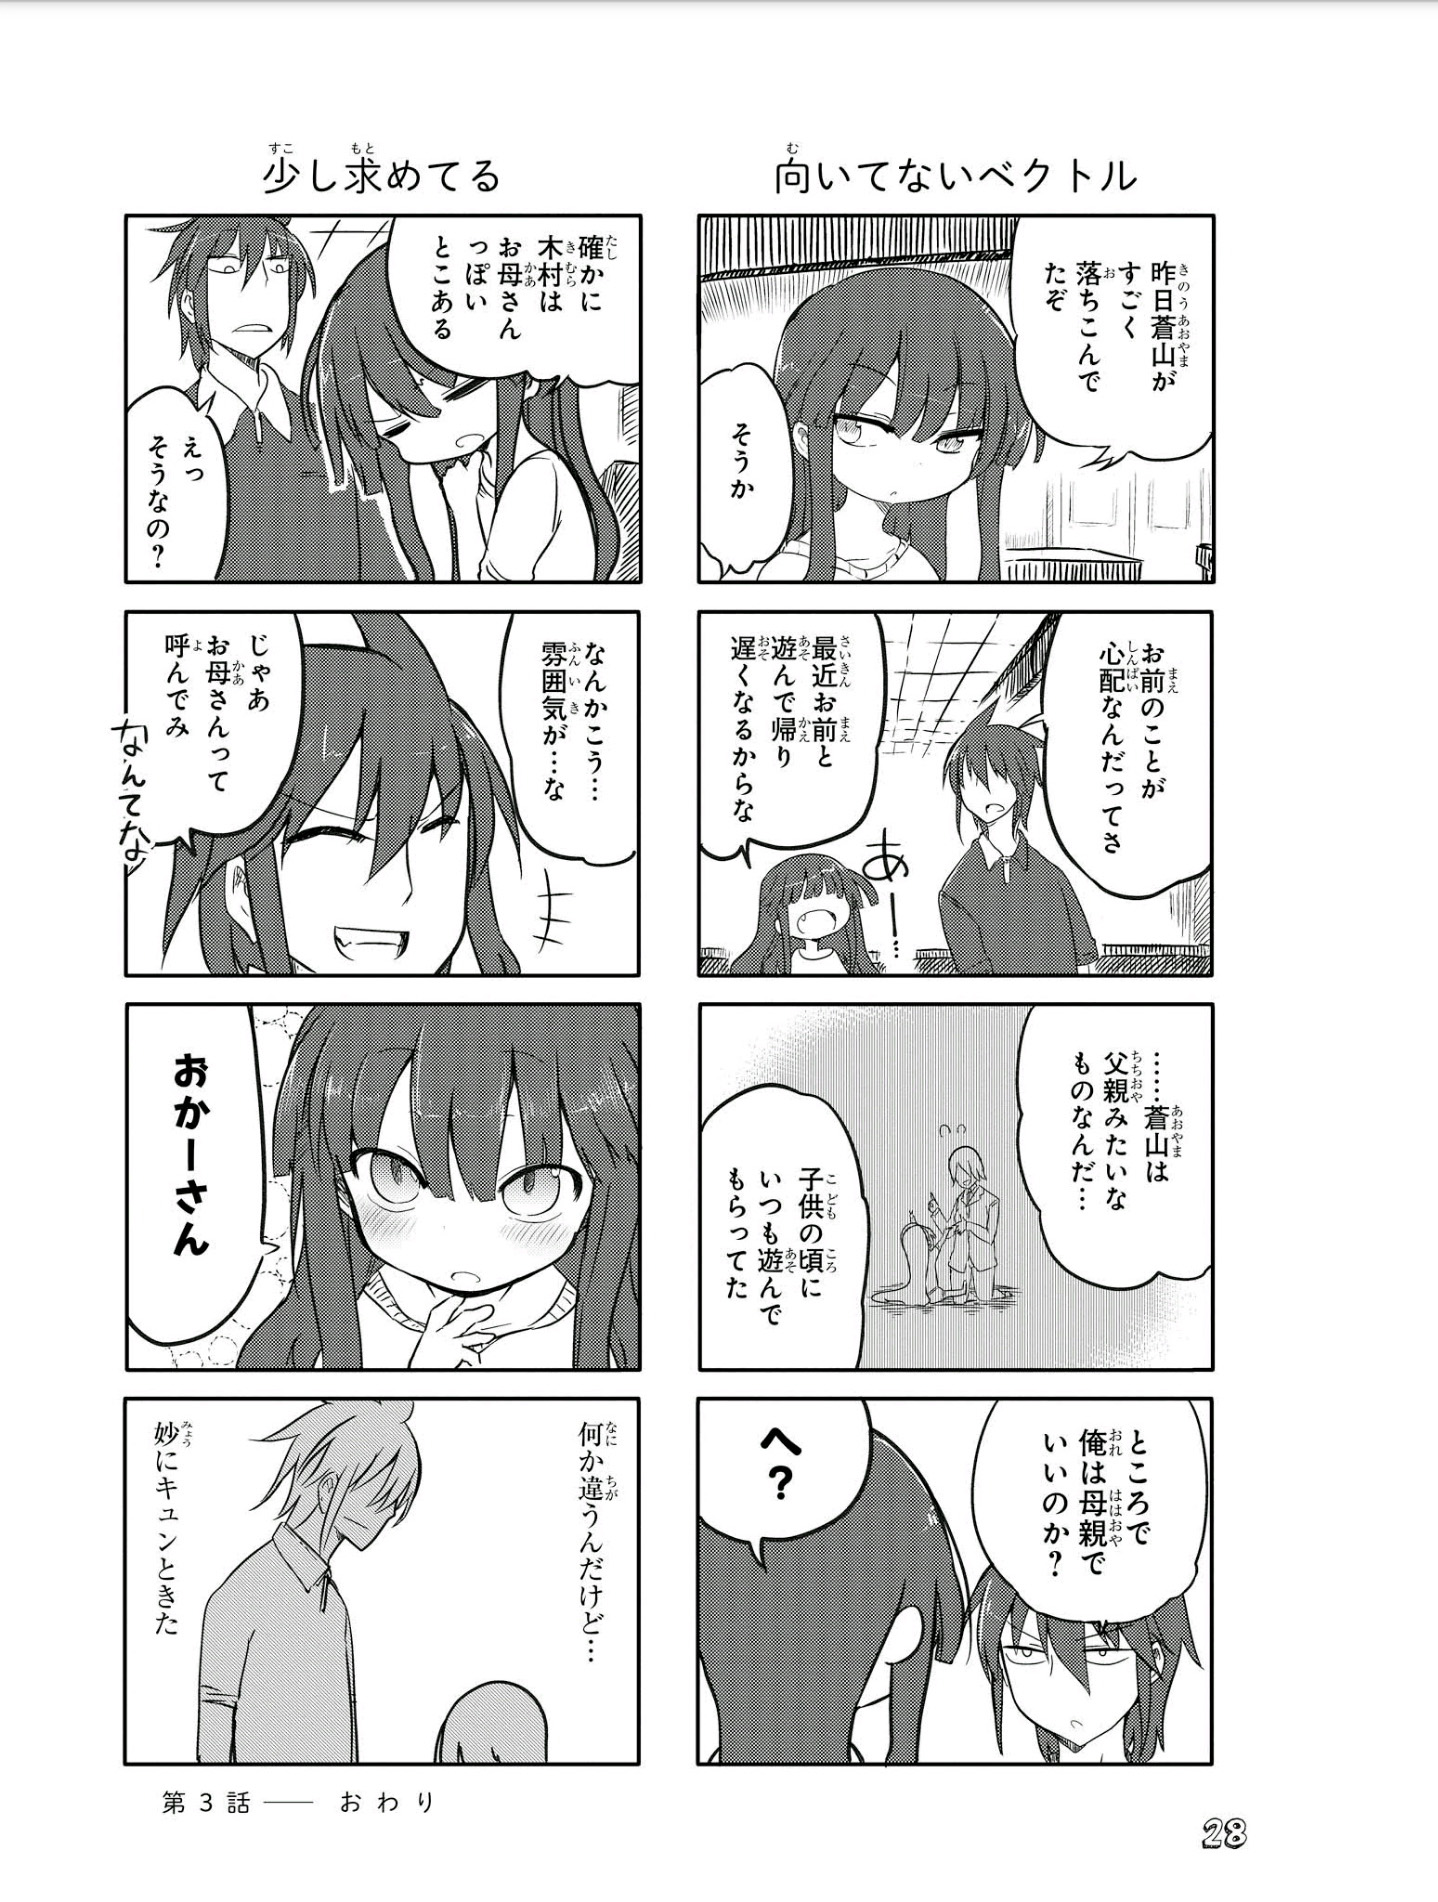 向いてないベクトル
昨日蒼山が
すごく
落ちこんで
たぞ
そうか
お前のことが
心配なんだってさ
あー…
最近お前と
遊んで帰り
遅くなるからな
……蒼山は
父親みたいな
ものなんだ…
子供の頃に
いつも遊んで
もらってた
ところで
俺は母親で
いいのか？
へ？
少し求めてる
確かに
木村は
お母さん
っぽい
とこある
えっ
そうなの？
なんかこう…
雰囲気が…な
じゃあ
お母さんって
呼んでみ
なんてな
おかーさん
何か違うんだけど…
妙にキュンときた
第3話── おわり
28